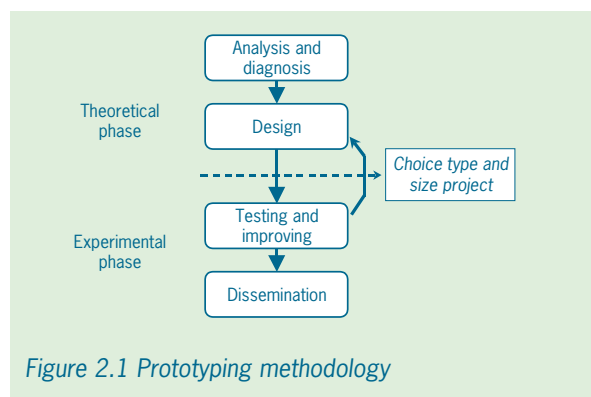 Analysis and
diagnosis
Theoretical
phase
Design
Choice type and
size project
Testing and
improving
Experimental
phase
Dissemination
Figure 2.1 Prototyping methodology